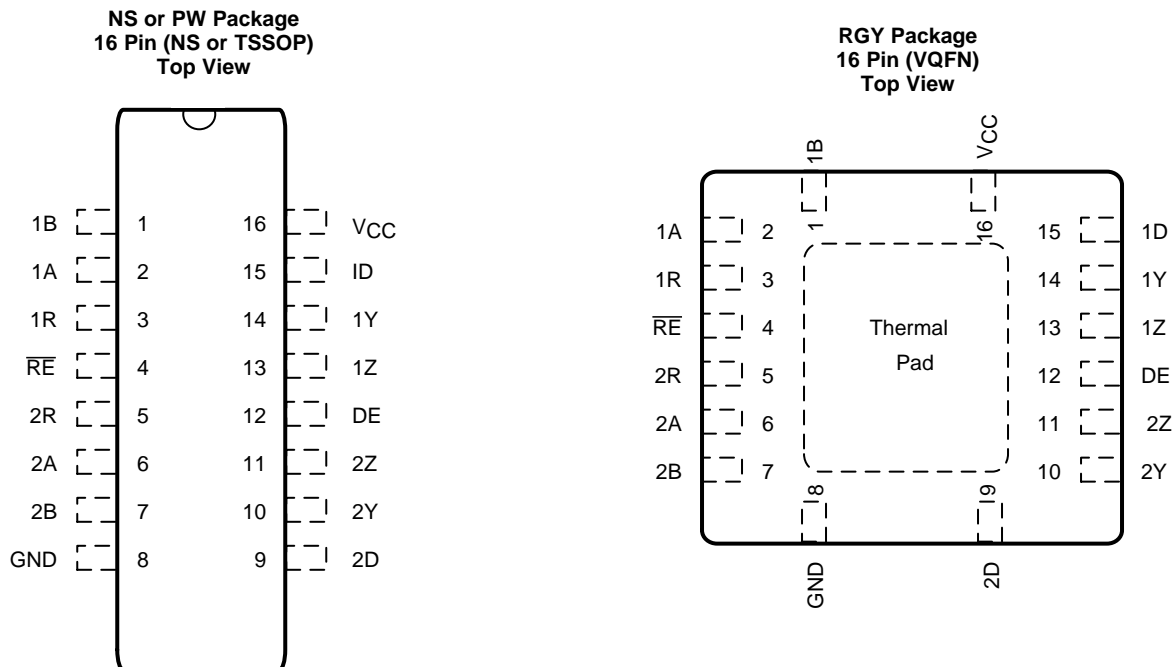 NS or PW Package
16 Pin (NS or TSSOP)
Top View
1B 1 16 VCC
1A 2 15 ID
1R 3 14 1Y
R̅E̅ 4 13 1Z
2R 5 12 DE
2A 6 11 2Z
2B 7 10 2Y
GND 8 9 2D
RGY Package
16 Pin (VQFN)
Top View
1B VCC
1 16
1A 2 15 1D
1R 3 14 1Y
R̅E̅ 4 13 1Z
2R 5 12 DE
2A 6 11 2Z
2B 7 10 2Y
Thermal
Pad
8 9
GND 2D